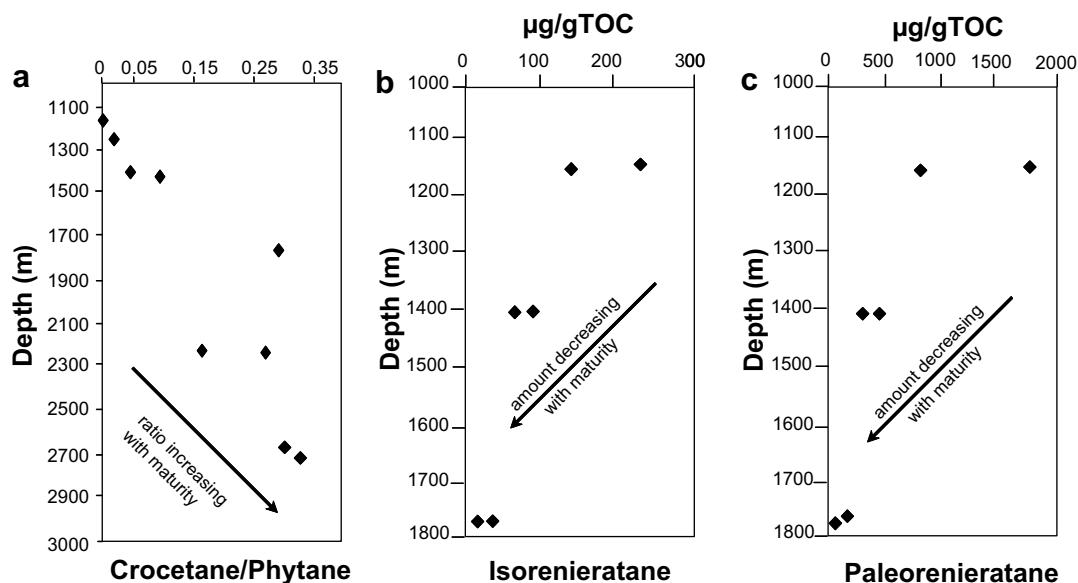 a
0 0.05 0.15 0.25 0.35
1100
1300
1500
1700
1900
2100
2300
2500
2700
2900
3000
Depth (m)
ratio increasing
with maturity
Crocetane/Phytane
b
µg/gTOC
0 100 200 300
1000
1100
1200
1300
1400
1500
1600
1700
1800
Depth (m)
amount decreasing
with maturity
Isorenieratane
c
µg/gTOC
0 500 1000 1500 2000
1000
1100
1200
1300
1400
1500
1600
1700
1800
Depth (m)
amount decreasing
with maturity
Paleorenieratane